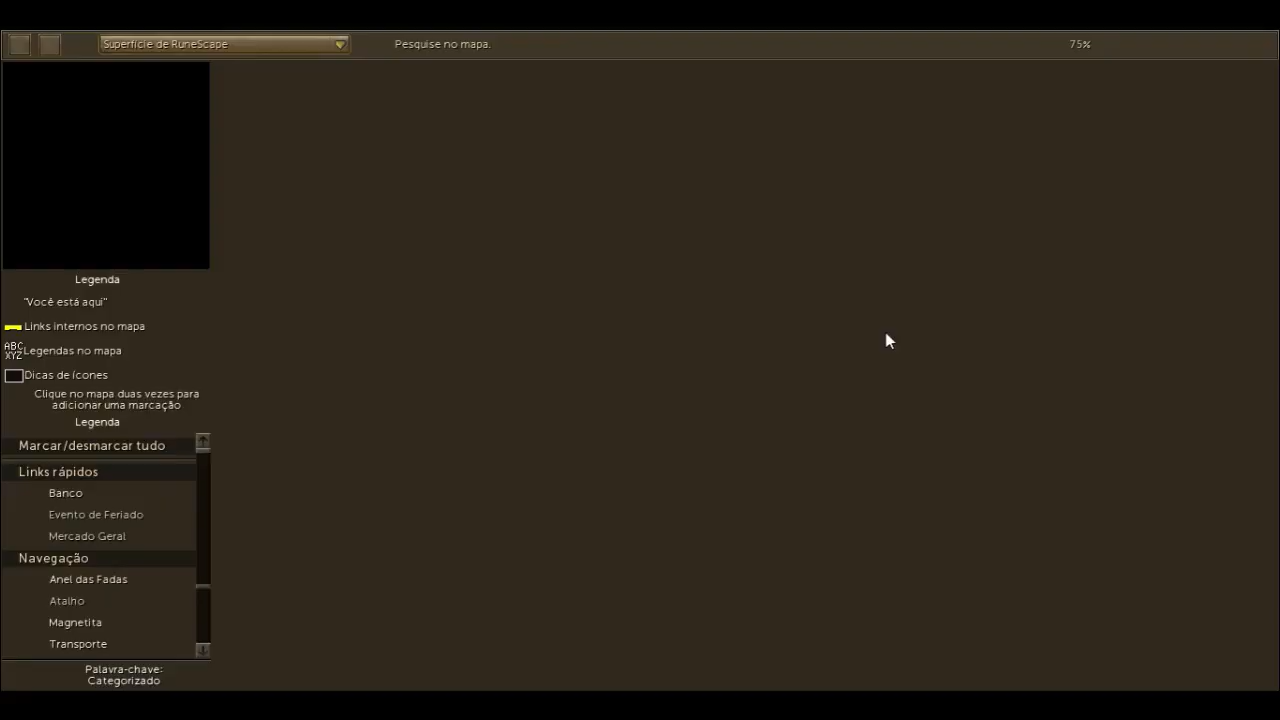 Superfície de RuneScape
Pesquise no mapa.
75%
Legenda
"Você está aqui"
Links internos no mapa
ABC
XYZ
Legendas no mapa
Dicas de ícones
Clique no mapa duas vezes para
adicionar uma marcação
Legenda
Marcar/desmarcar tudo
Links rápidos
Banco
Evento de Feriado
Mercado Geral
Navegação
Anel das Fadas
Atalho
Magnetita
Transporte
Palavra-chave:
Categorizado